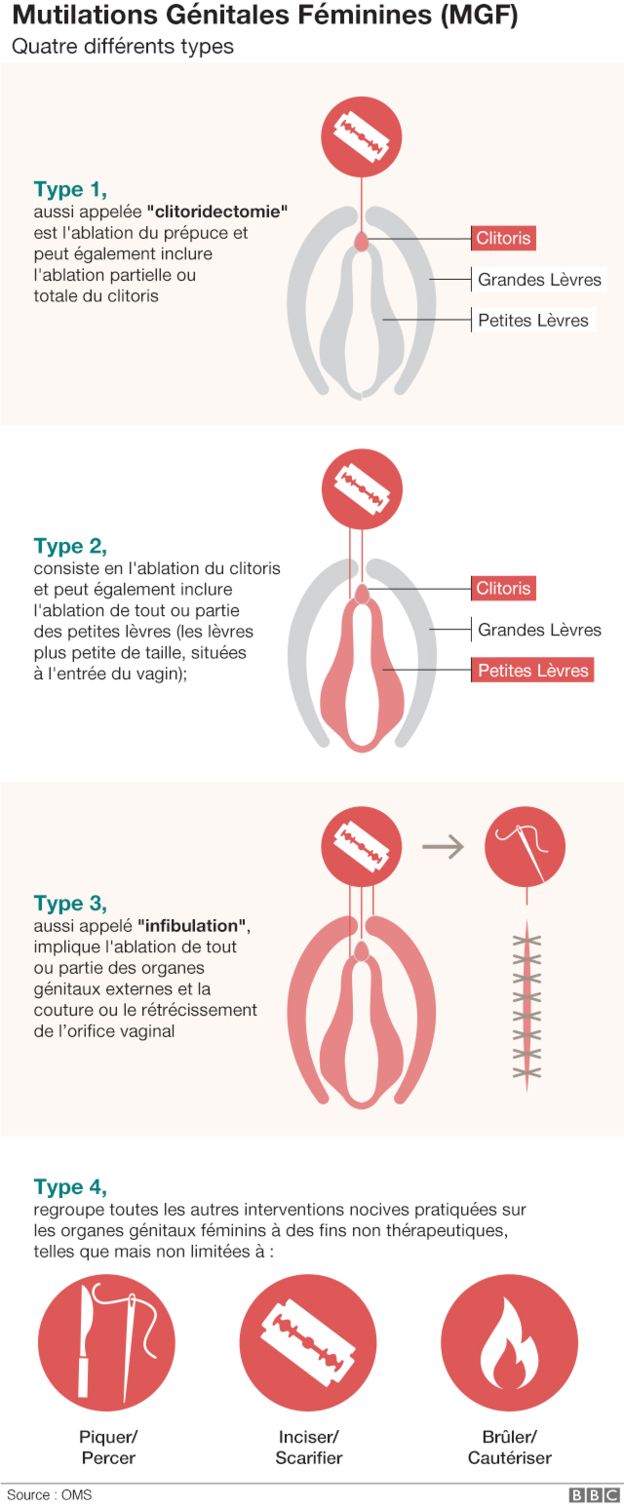 Mutilations Génitales Féminines (MGF)
Quatre différents types
Type 1,
aussi appelée "clitoridectomie"
est l'ablation du prépuce et
peut également inclure
l'ablation partielle ou
totale du clitoris
Clitoris
Grandes Lèvres
Petites Lèvres
Type 2,
consiste en l'ablation du clitoris
et peut également inclure
l'ablation de tout ou partie
des petites lèvres (les lèvres
plus petite de taille, situées
à l'entrée du vagin);
Clitoris
Grandes Lèvres
Petites Lèvres
Type 3,
aussi appelé "infibulation",
implique l'ablation de tout
ou partie des organes
génitaux externes et la
couture ou le rétrécissement
de l’orifice vaginal
Type 4,
regroupe toutes les autres interventions nocives pratiquées sur
les organes génitaux féminins à des fins non thérapeutiques,
telles que mais non limitées à :
Piquer/
Percer
Inciser/
Scarifier
Brûler/
Cautériser
Source : OMS
BBC